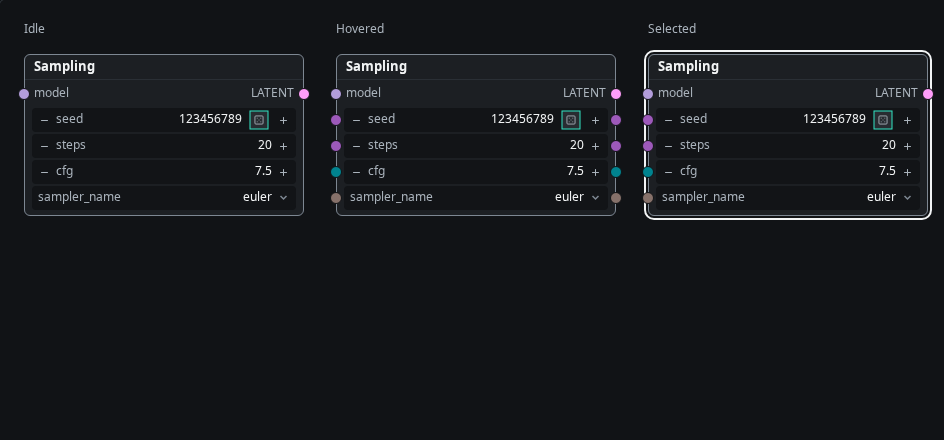 Idle
Sampling
model LATENT
– seed 123456789 +
– steps 20 +
– cfg 7.5 +
sampler_name euler
Hovered
Sampling
model LATENT
– seed 123456789 +
– steps 20 +
– cfg 7.5 +
sampler_name euler
Selected
Sampling
model LATENT
– seed 123456789 +
– steps 20 +
– cfg 7.5 +
sampler_name euler